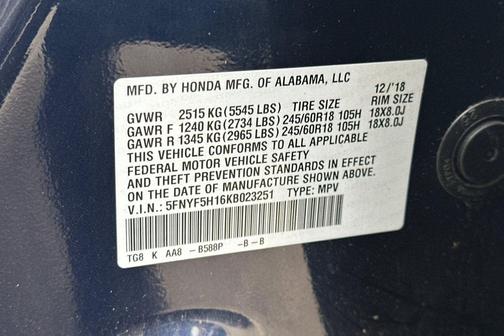 MFD. BY HONDA MFG. OF ALABAMA, LLC 12/'18
GVWR 2515 KG (5545 LBS) TIRE SIZE RIM SIZE
GAWR F 1240 KG (2734 LBS) 245/60R18 105H 18X8.0J
GAWR R 1345 KG (2965 LBS) 245/60R18 105H 18X8.0J
THIS VEHICLE CONFORMS TO ALL APPLICABLE
FEDERAL MOTOR VEHICLE SAFETY
AND THEFT PREVENTION STANDARDS IN EFFECT
ON THE DATE OF MANUFACTURE SHOWN ABOVE.
V.I.N.: 5FNYF5H16KB023251 TYPE: MPV
TG8 K AA8 - B588P -B -B